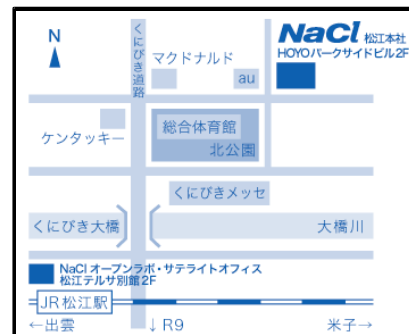 N
くにびき道路
マクドナルド
au
NaCl 松江本社
HOYOパークサイドビル2F
ケンタッキー
総合体育館
北公園
くにびきメッセ
くにびき大橋
大橋川
NaCl オープンラボ・サテライトオフィス
松江テルサ別館2F
JR松江駅
←出雲
↓R9
米子→